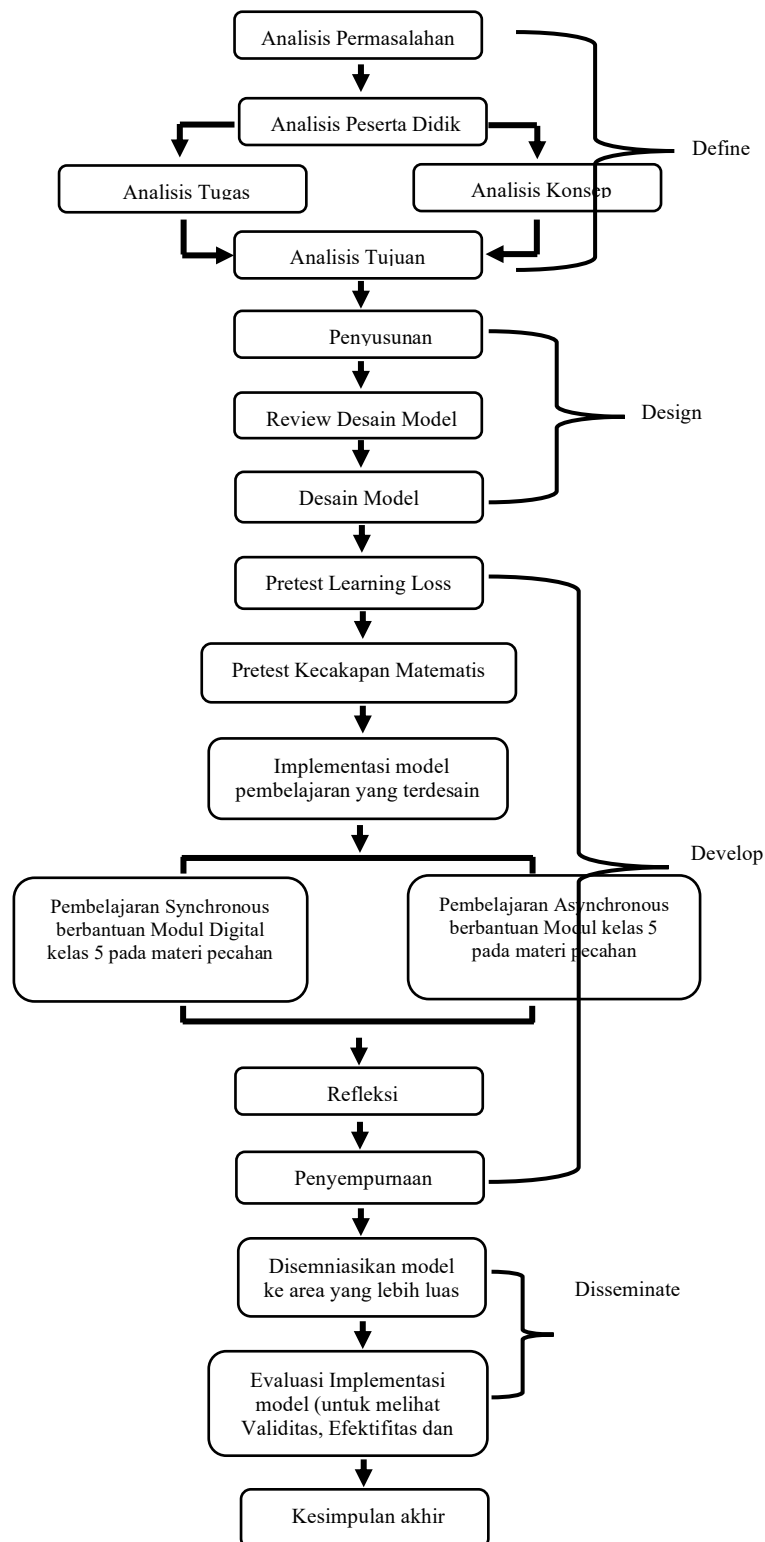 Analisis Permasalahan
Analisis Peserta Didik
Define
Analisis Tugas
Analisis Konsep
Analisis Tujuan
Penyusunan
Review Desain Model
Design
Desain Model
Pretest Learning Loss
Pretest Kecakapan Matematis
Implementasi model
pembelajaran yang terdesain
Develop
Pembelajaran Synchronous
berbantuan Modul Digital
kelas 5 pada materi pecahan
Pembelajaran Asynchronous
berbantuan Modul kelas 5
pada materi pecahan
Refleksi
Penyempurnaan
Disemniasikan model
ke area yang lebih luas
Disseminate
Evaluasi Implementasi
model (untuk melihat
Validitas, Efektifitas dan
Kesimpulan akhir